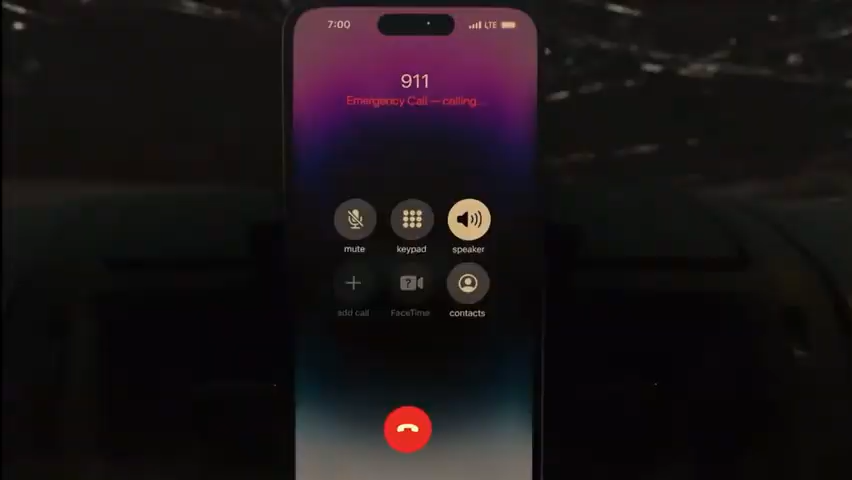 7:00 LTE
911
Emergency Call — calling...
mute keypad speaker
add call FaceTime contacts